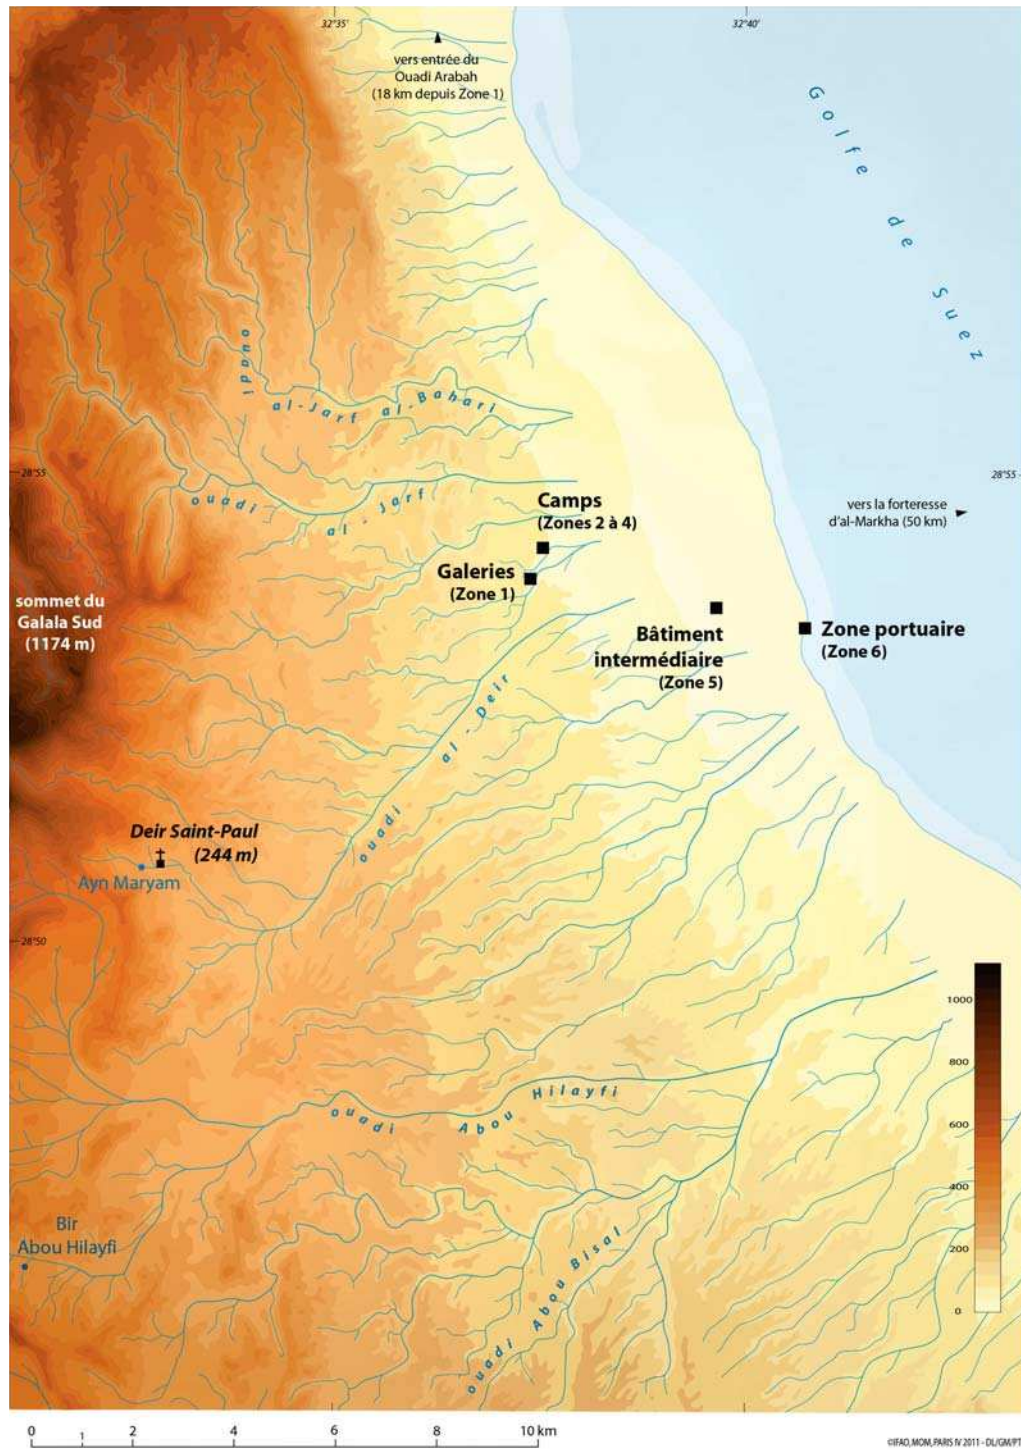 32°35'
32°40'
vers entrée du
Ouadi Arabah
(18 km depuis Zone 1)
Golfe de Suez
ouadi
al-Jarf al-Bahari
28°55
28°55
ouadi al-Jarf
Camps
(Zones 2 à 4)
vers la forteresse
d'al-Markha (50 km)
Galeries
(Zone 1)
sommet du
Galala Sud
(1174 m)
Bâtiment
intermédiaire
(Zone 5)
Zone portuaire
(Zone 6)
ouadi al-Deir
Deir Saint-Paul
(244 m)
Ayn Maryam
28°50
1000
800
600
400
200
0
ouadi Abou Hilayfi
Bir
Abou Hilayfi
ouadi Abou Bisal
0 1 2 4 6 8 10 km
©IFAO, MOM, PARIS IV 2011 - DL/GM/PT